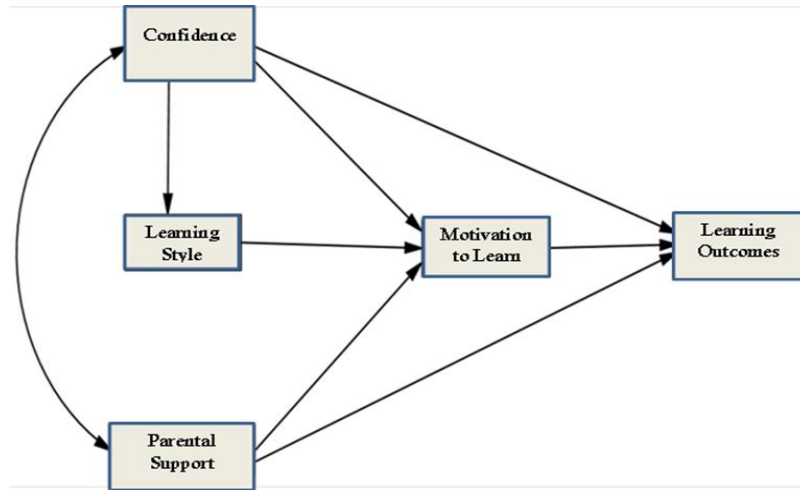 Confidence
Learning
Style
Motivation
to Learn
Learning
Outcomes
Parental
Support